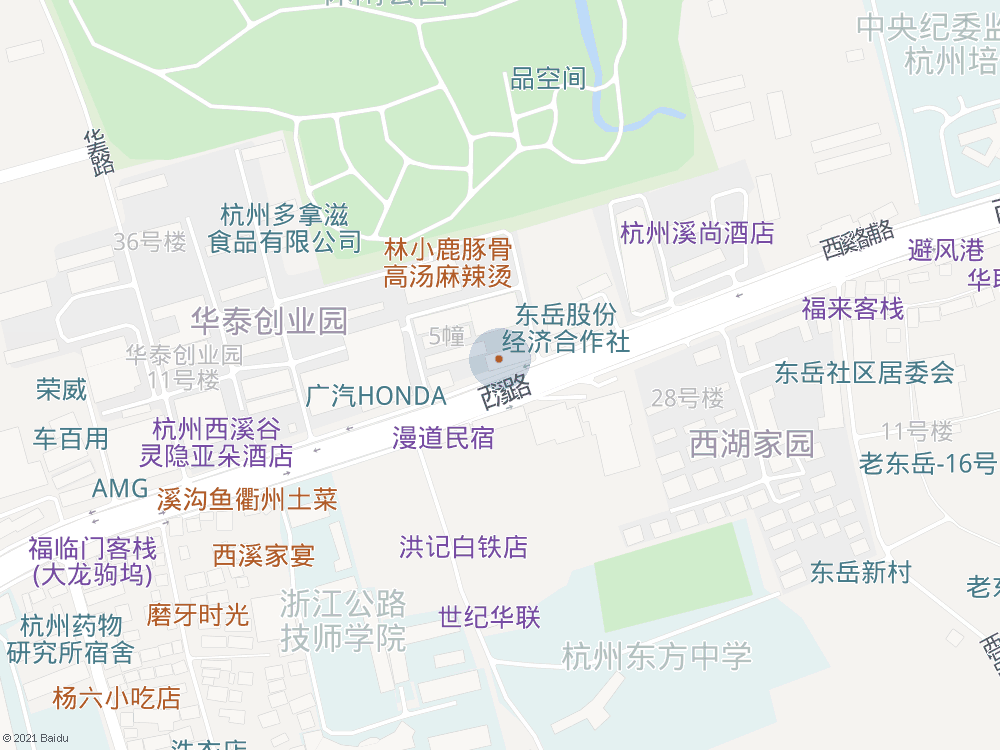 中央纪委监
杭州培
品空间
华泰路
杭州多拿滋
食品有限公司
36号楼
林小鹿豚骨
高汤麻辣烫
杭州溪尚酒店
西溪路辅路
避风港
华联
福来客栈
华泰创业园
5幢
东岳股份
经济合作社
华泰创业园
11号楼
荣威
广汽HONDA
西溪路
28号楼
东岳社区居委会
车百用
杭州西溪谷
灵隐亚朵酒店
漫道民宿
西湖家园
11号楼
老东岳-16号
AMG
溪沟鱼衢州土菜
福临门客栈
(大龙驹坞)
西溪家宴
洪记白铁店
东岳新村
浙江公路
技师学院
磨牙时光
世纪华联
杭州药物
研究所宿舍
杭州东方中学
杨六小吃店
洗衣店
© 2021 Baidu